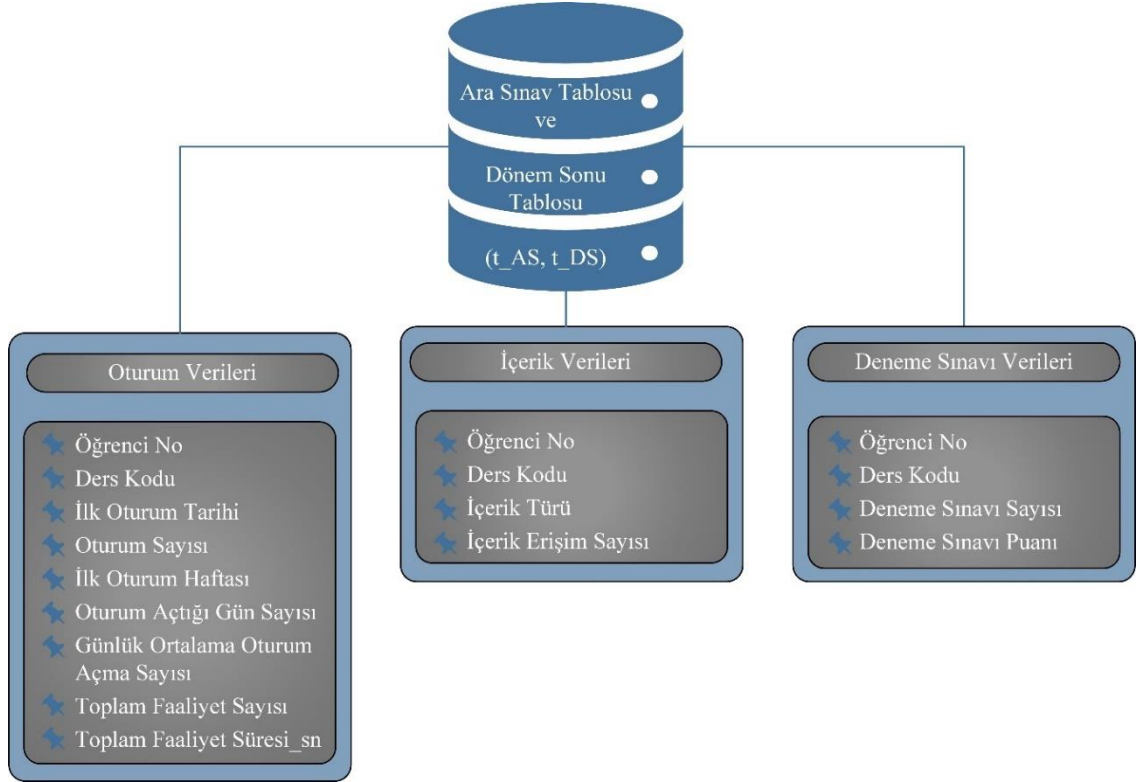 Ara Sınav Tablosu
ve
Dönem Sonu
Tablosu
(t_AS, t_DS)
Oturum Verileri
Öğrenci No
Ders Kodu
İlk Oturum Tarihi
Oturum Sayısı
İlk Oturum Haftası
Oturum Açtığı Gün Sayısı
Günlük Ortalama Oturum
Açma Sayısı
Toplam Faaliyet Sayısı
Toplam Faaliyet Süresi_sn
İçerik Verileri
Öğrenci No
Ders Kodu
İçerik Türü
İçerik Erişim Sayısı
Deneme Sınavı Verileri
Öğrenci No
Ders Kodu
Deneme Sınavı Sayısı
Deneme Sınavı Puanı